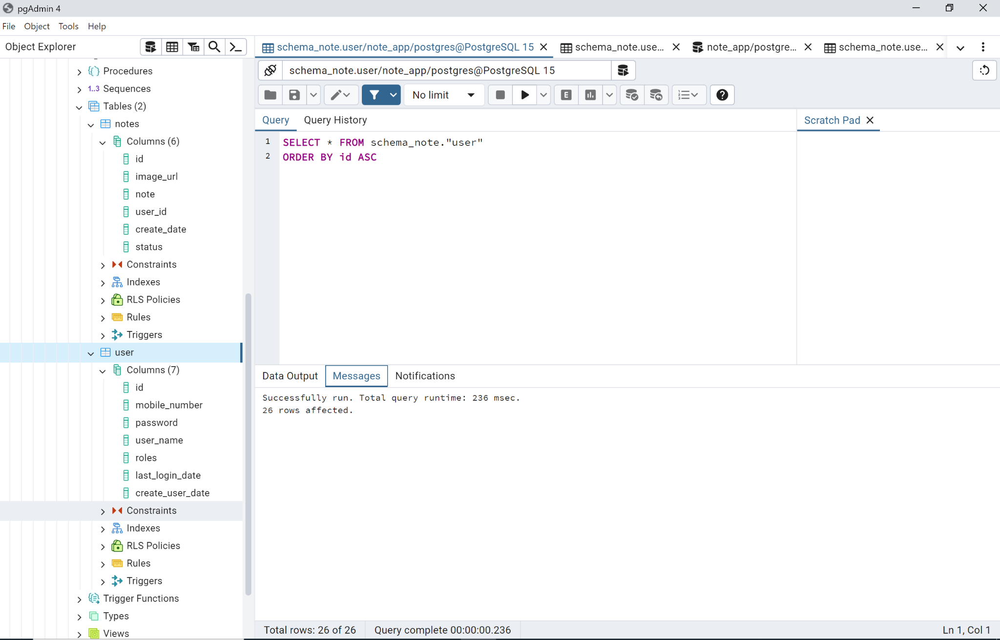 pgAdmin 4
File Object Tools Help
Object Explorer
schema_note.user/note_app/postgres@PostgreSQL 15 schema_note.use... note_app/postgre... schema_note.use...
schema_note.user/note_app/postgres@PostgreSQL 15
No limit
E
Query Query History
Scratch Pad
1 SELECT * FROM schema_note."user"
2 ORDER BY id ASC
Data Output Messages Notifications
Successfully run. Total query runtime: 236 msec.
26 rows affected.
Procedures
1..3 Sequences
Tables (2)
notes
Columns (6)
id
image_url
note
user_id
create_date
status
Constraints
Indexes
RLS Policies
Rules
Triggers
user
Columns (7)
id
mobile_number
password
user_name
roles
last_login_date
create_user_date
Constraints
Indexes
RLS Policies
Rules
Triggers
Trigger Functions
Types
Views
Total rows: 26 of 26 Query complete 00:00:00.236 Ln 1, Col 1